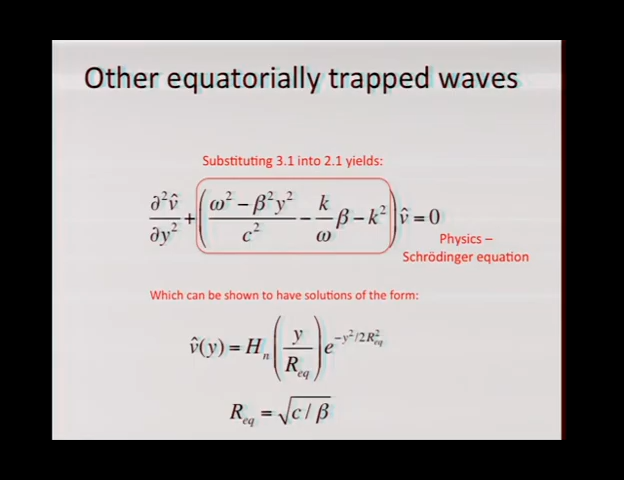 Other equatorially trapped waves
Substituting 3.1 into 2.1 yields:
∂²v̂/∂y² + ((ω² − β²y²)/c² − (k/ω)β − k²) v̂ = 0
Physics –
Schrödinger equation
Which can be shown to have solutions of the form:
v̂(y) = Hₙ(y/R_eq) e^(−y²/2R²_eq)
R_eq = √(c / β)